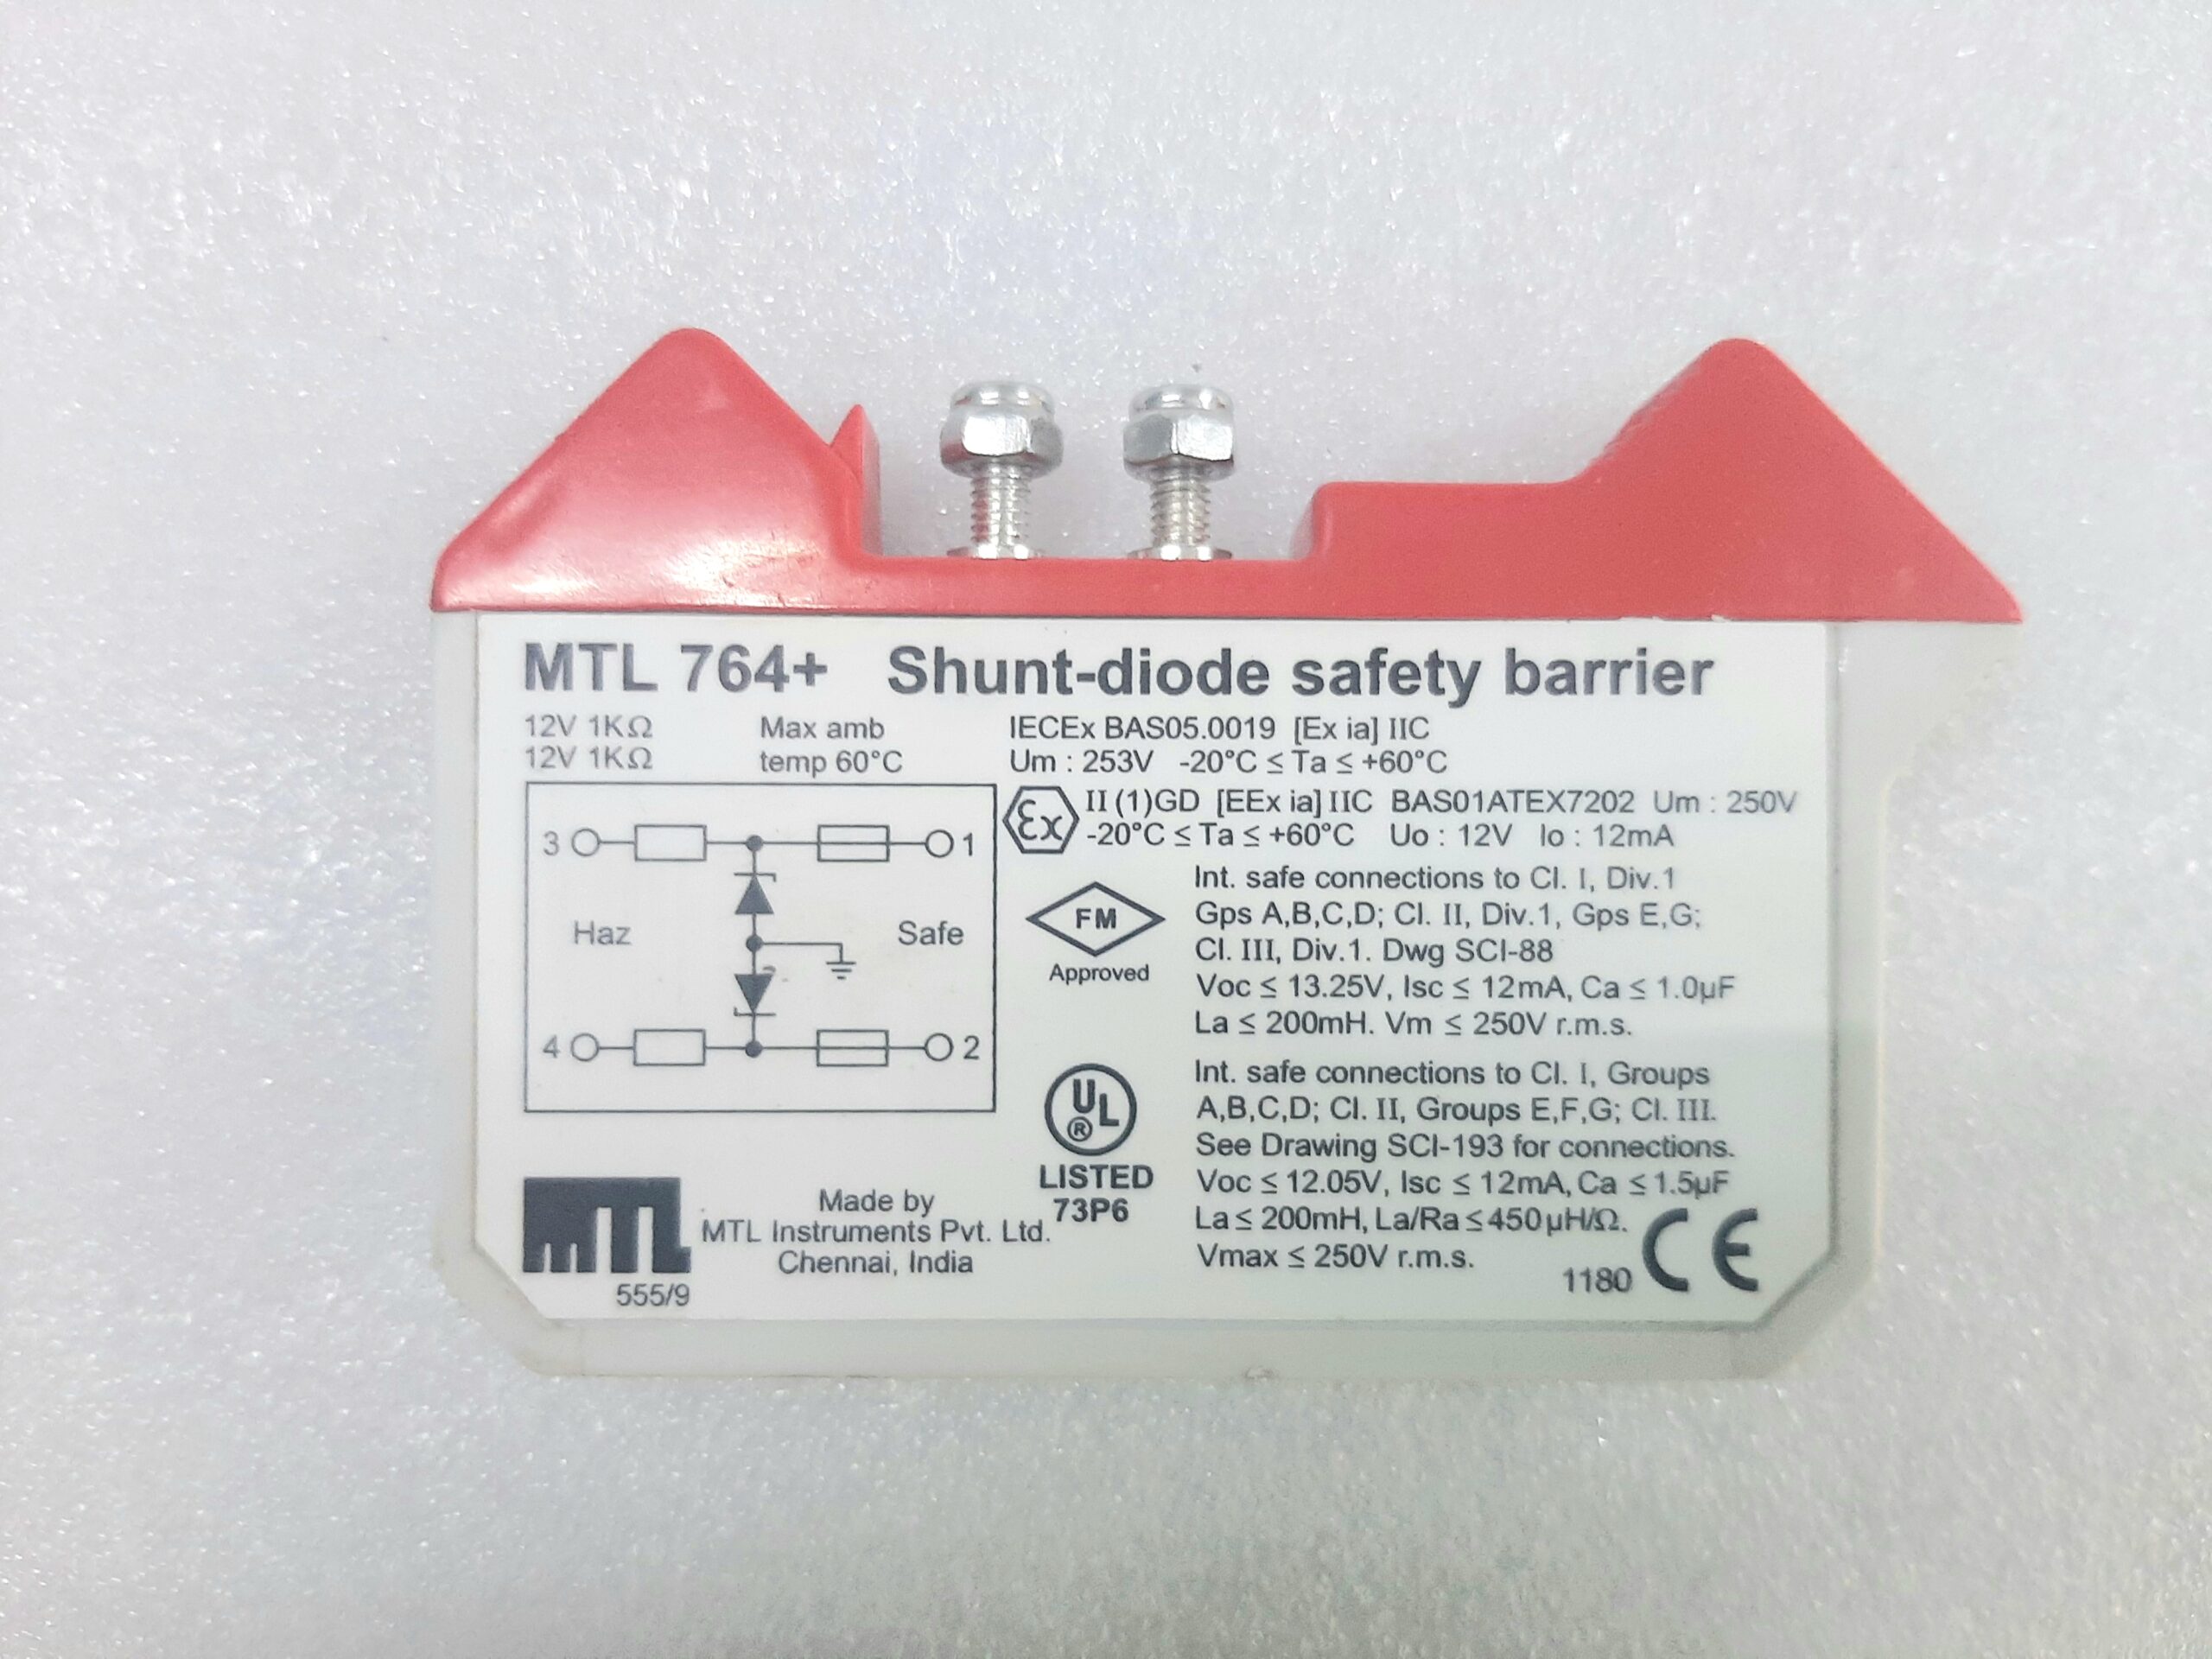 MTL 764+ Shunt-diode safety barrier
12V 1KΩ
12V 1KΩ
Max amb
temp 60°C
IECEx BAS05.0019 [Ex ia] IIC
Um : 253V -20°C ≤ Ta ≤ +60°C
Ex
II (1)GD [EEx ia] IIC BAS01ATEX7202 Um : 250V
-20°C ≤ Ta ≤ +60°C Uo : 12V Io : 12mA
3
1
Haz
Safe
4
2
FM
Approved
Int. safe connections to Cl. I, Div.1
Gps A,B,C,D; Cl. II, Div.1, Gps E,G;
Cl. III, Div.1. Dwg SCI-88
Voc ≤ 13.25V, Isc ≤ 12mA, Ca ≤ 1.0µF
La ≤ 200mH. Vm ≤ 250V r.m.s.
UL
®
LISTED
73P6
Int. safe connections to Cl. I, Groups
A,B,C,D; Cl. II, Groups E,F,G; Cl. III.
See Drawing SCI-193 for connections.
Voc ≤ 12.05V, Isc ≤ 12mA, Ca ≤ 1.5µF
La ≤ 200mH, La/Ra ≤ 450µH/Ω.
Vmax ≤ 250V r.m.s.
1180 CE
MTL
555/9
Made by
MTL Instruments Pvt. Ltd.
Chennai, India